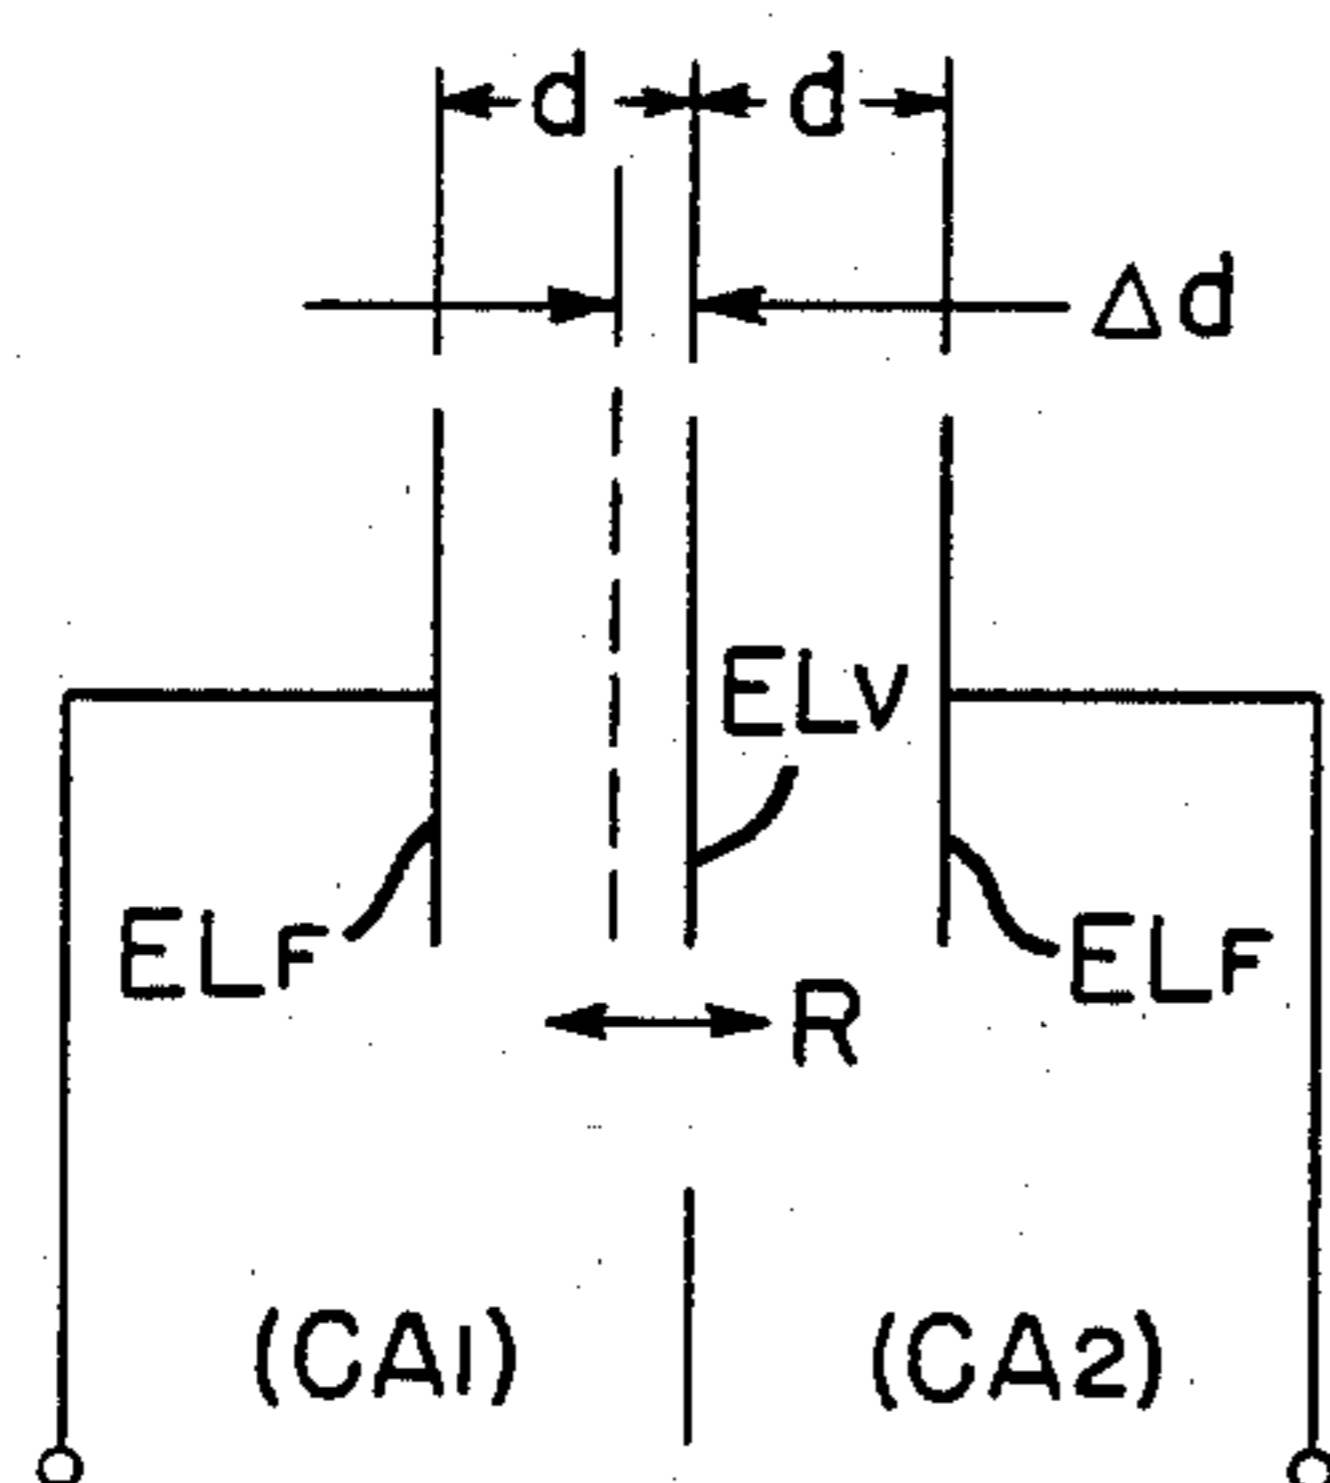 d d
Δd
ELV
ELF ELF
R
(CA1) (CA2)